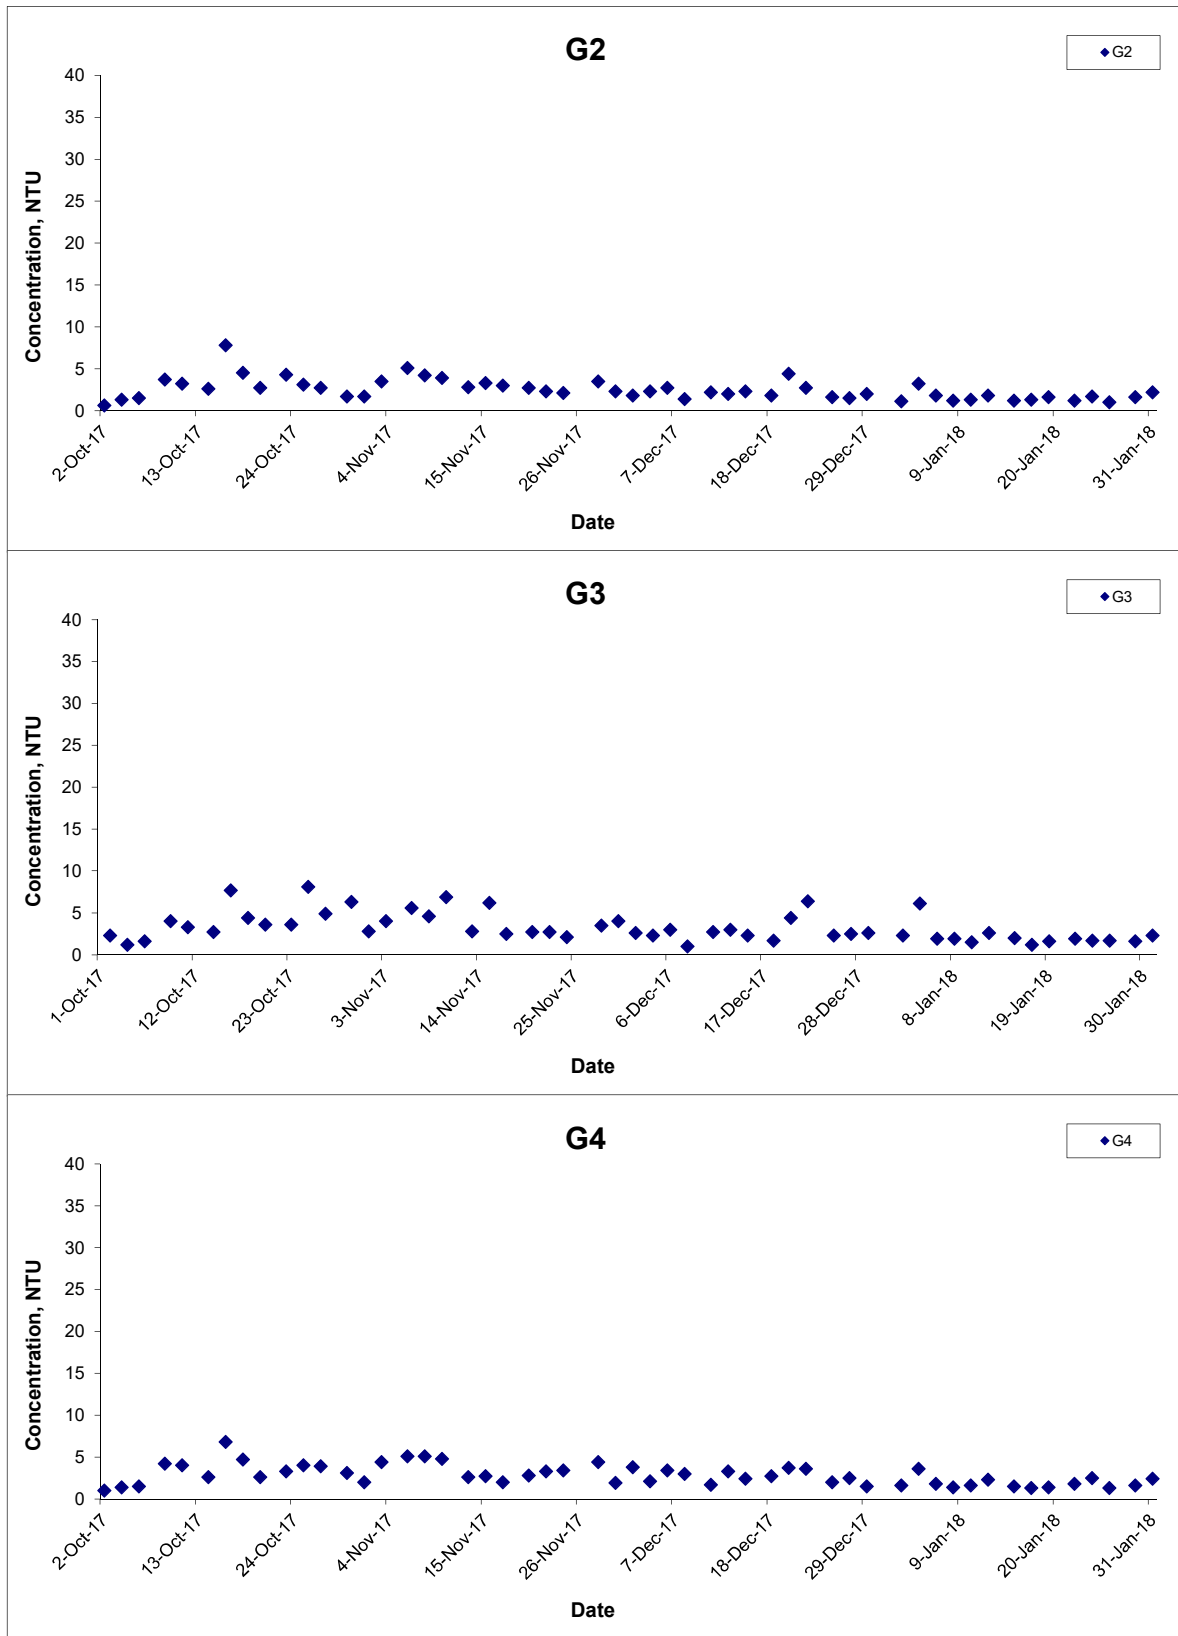 G2
G2
40
35
30
25
20
15
10
5
0
Concentration, NTU
2-Oct-17
13-Oct-17
24-Oct-17
4-Nov-17
15-Nov-17
26-Nov-17
7-Dec-17
18-Dec-17
29-Dec-17
9-Jan-18
20-Jan-18
31-Jan-18
Date
G3
G3
40
35
30
25
20
15
10
5
0
Concentration, NTU
1-Oct-17
12-Oct-17
23-Oct-17
3-Nov-17
14-Nov-17
25-Nov-17
6-Dec-17
17-Dec-17
28-Dec-17
8-Jan-18
19-Jan-18
30-Jan-18
Date
G4
G4
40
35
30
25
20
15
10
5
0
Concentration, NTU
2-Oct-17
13-Oct-17
24-Oct-17
4-Nov-17
15-Nov-17
26-Nov-17
7-Dec-17
18-Dec-17
29-Dec-17
9-Jan-18
20-Jan-18
31-Jan-18
Date